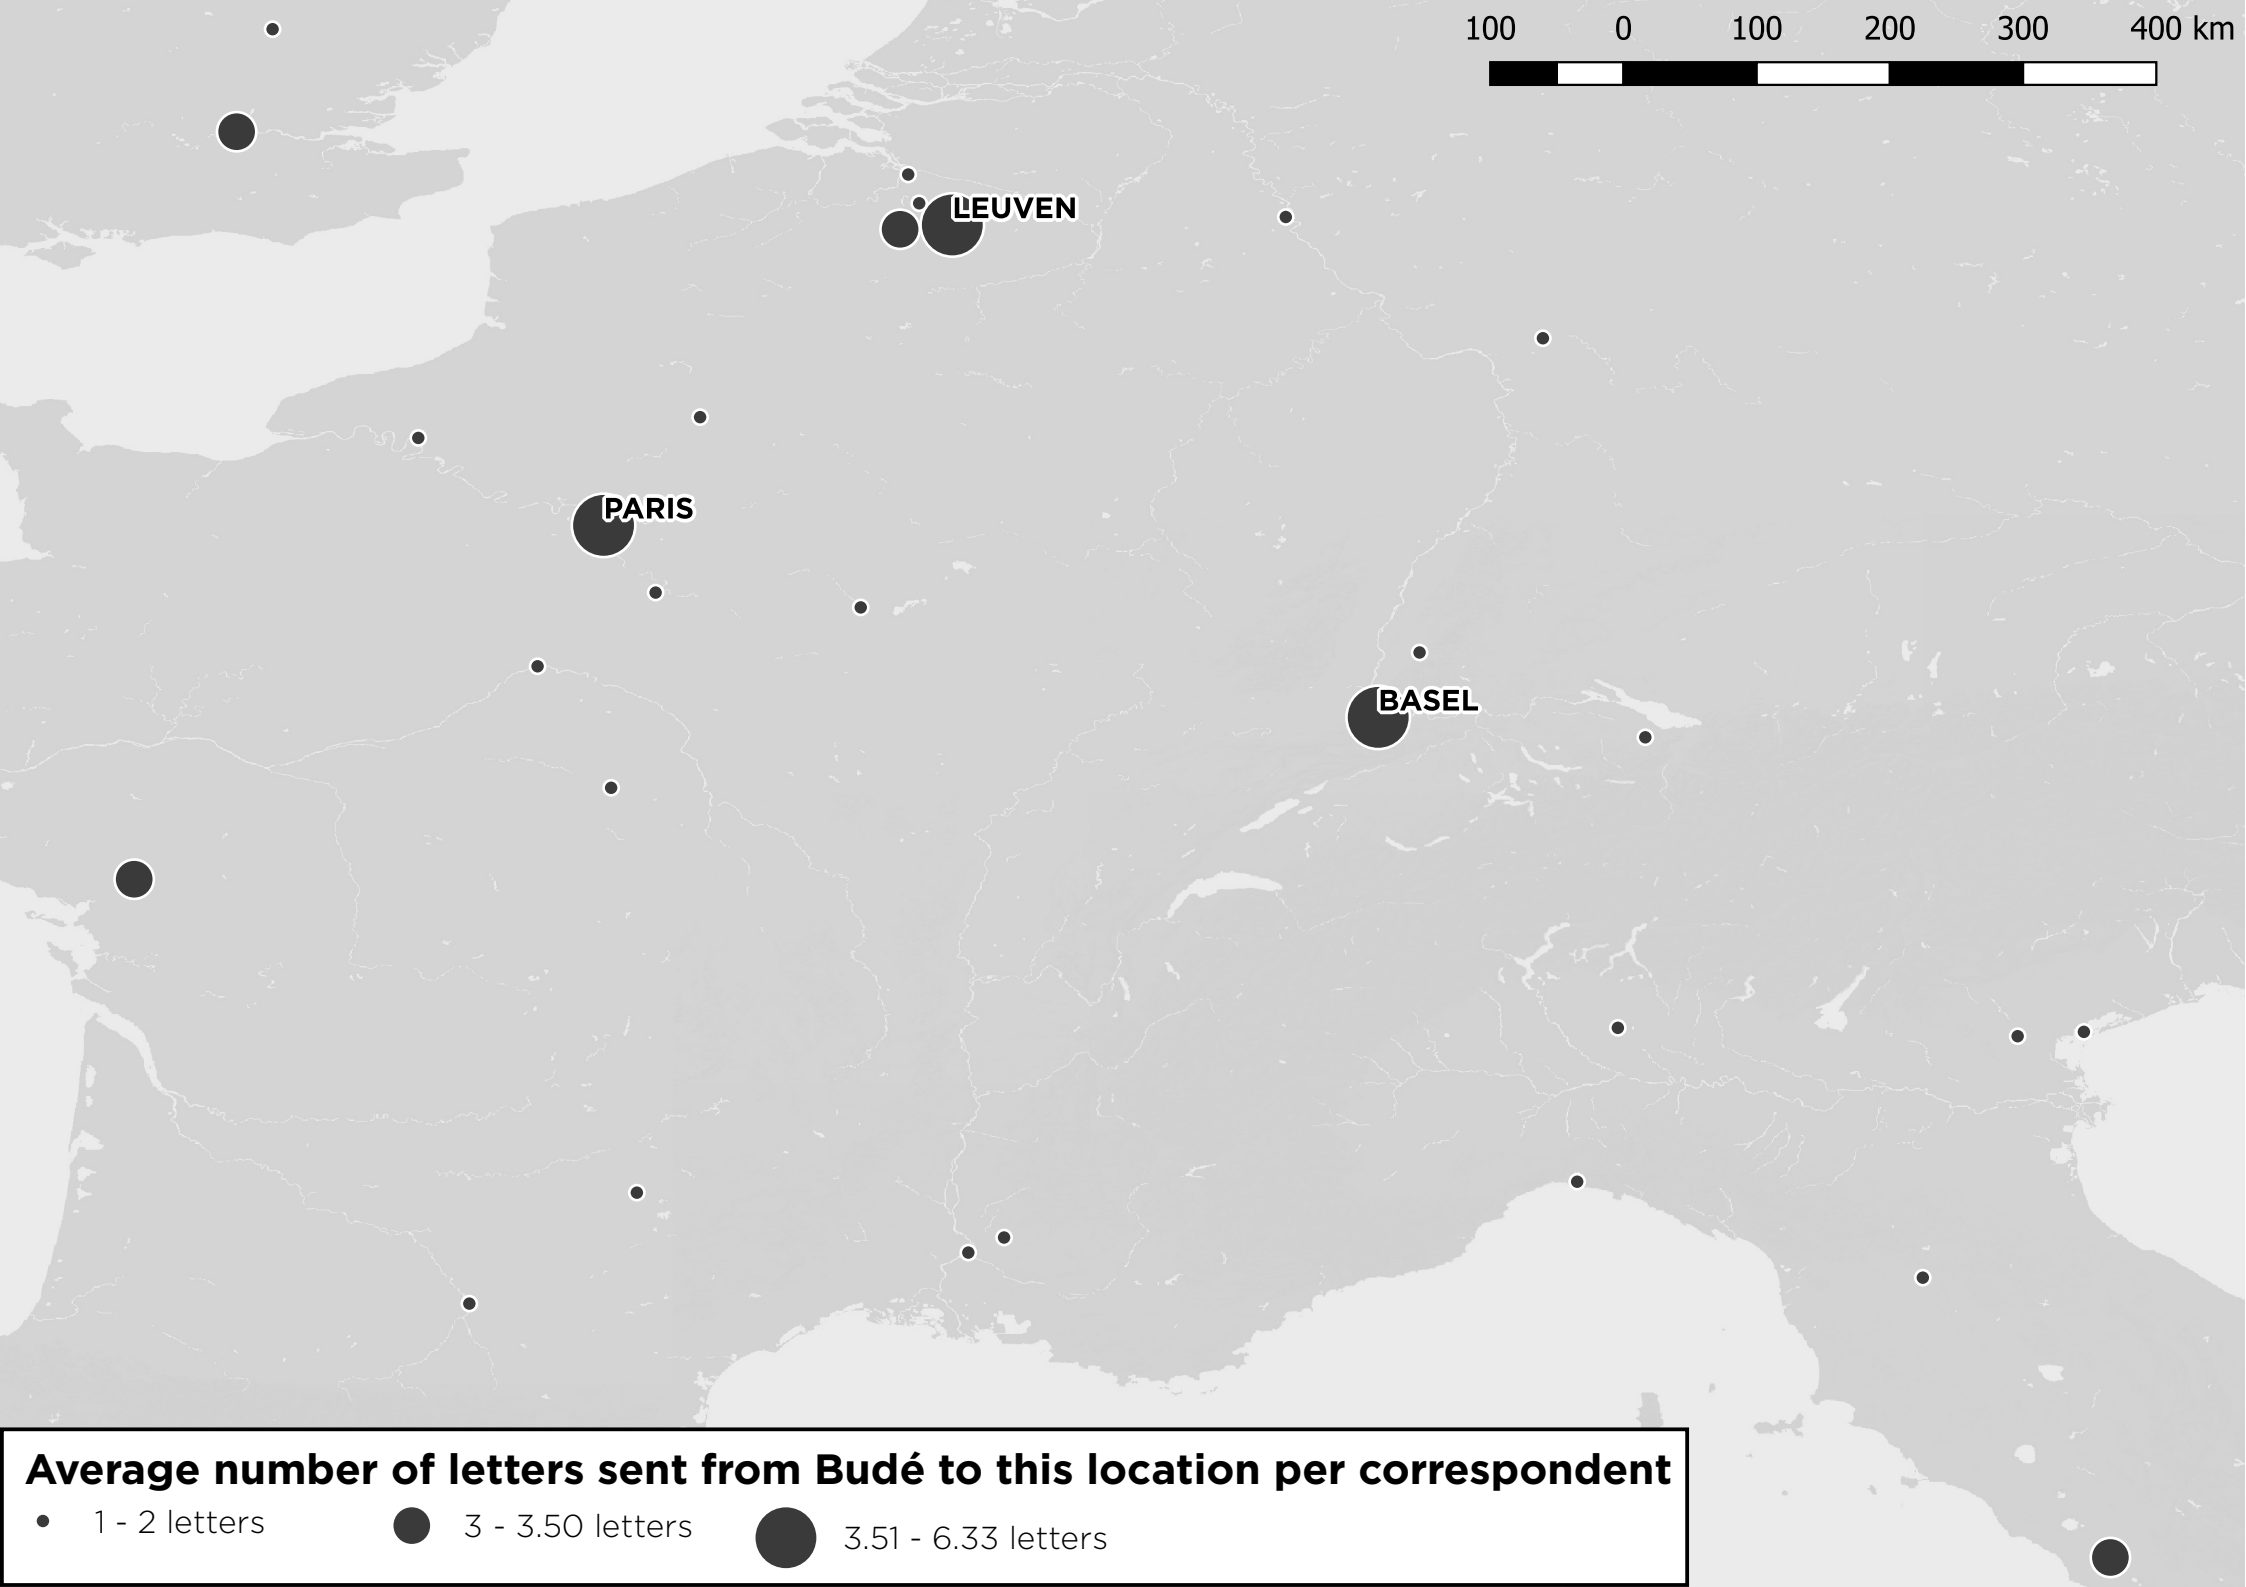 100 0 100 200 300 400 km
LEUVEN
PARIS
BASEL
Average number of letters sent from Budé to this location per correspondent
1 - 2 letters
3 - 3.50 letters
3.51 - 6.33 letters